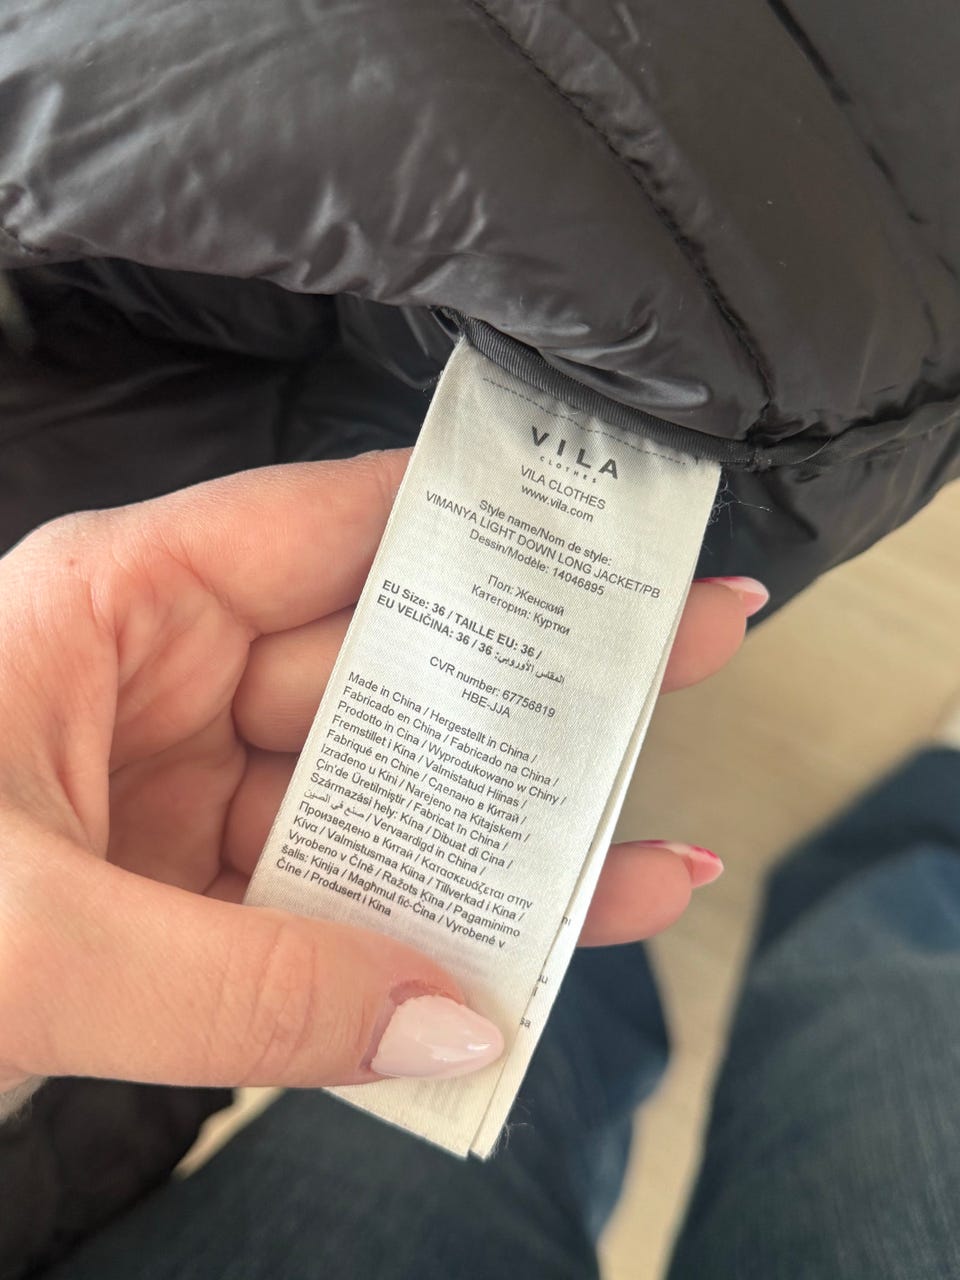 VILA
CLOTHES
VILA CLOTHES
www.vila.com
Style name/Nom de style:
VIMANYA LIGHT DOWN LONG JACKET/PB
Dessin/Modèle: 14046895
Пол: Женский
Категория: Куртки
EU Size: 36 / TAILLE EU: 36 /
EU VELIČINA: 36 / 36 :المقاس الأوروبي
CVR number: 67756819
HBE-JJA
Made in China / Hergestellt in China /
Fabricado en China / Fabricado na China /
Prodotto in Cina / Wyprodukowano w Chiny /
Fremstillet i Kina / Valmistatud Hiinas /
Fabriqué en Chine / Сделано в Китай /
Izrađeno u Kini / Narejeno na Kitajskem /
Çin'de Üretilmiştir / Fabricat în China /
Származási hely: Kína / Dibuat di Cina /
صنع في الصين / Vervaardigd in China /
Произведено в Китай / Κατασκευάζεται στην
Κίνα / Valmistusmaa Kiina / Tillverkad i Kina /
Vyrobeno v Číně / Ražots Ķīna / Pagaminimo
šalis: Kinija / Magħmul fiċ-Ċina / Vyrobené v
Číne / Produsert i Kina